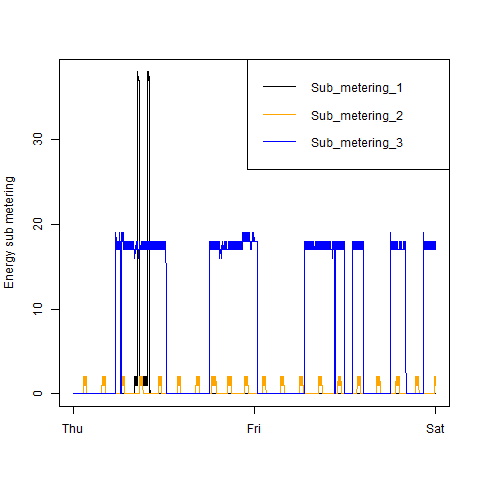 Sub_metering_1
Sub_metering_2
Sub_metering_3
Energy sub metering
30
20
10
0
Thu Fri Sat